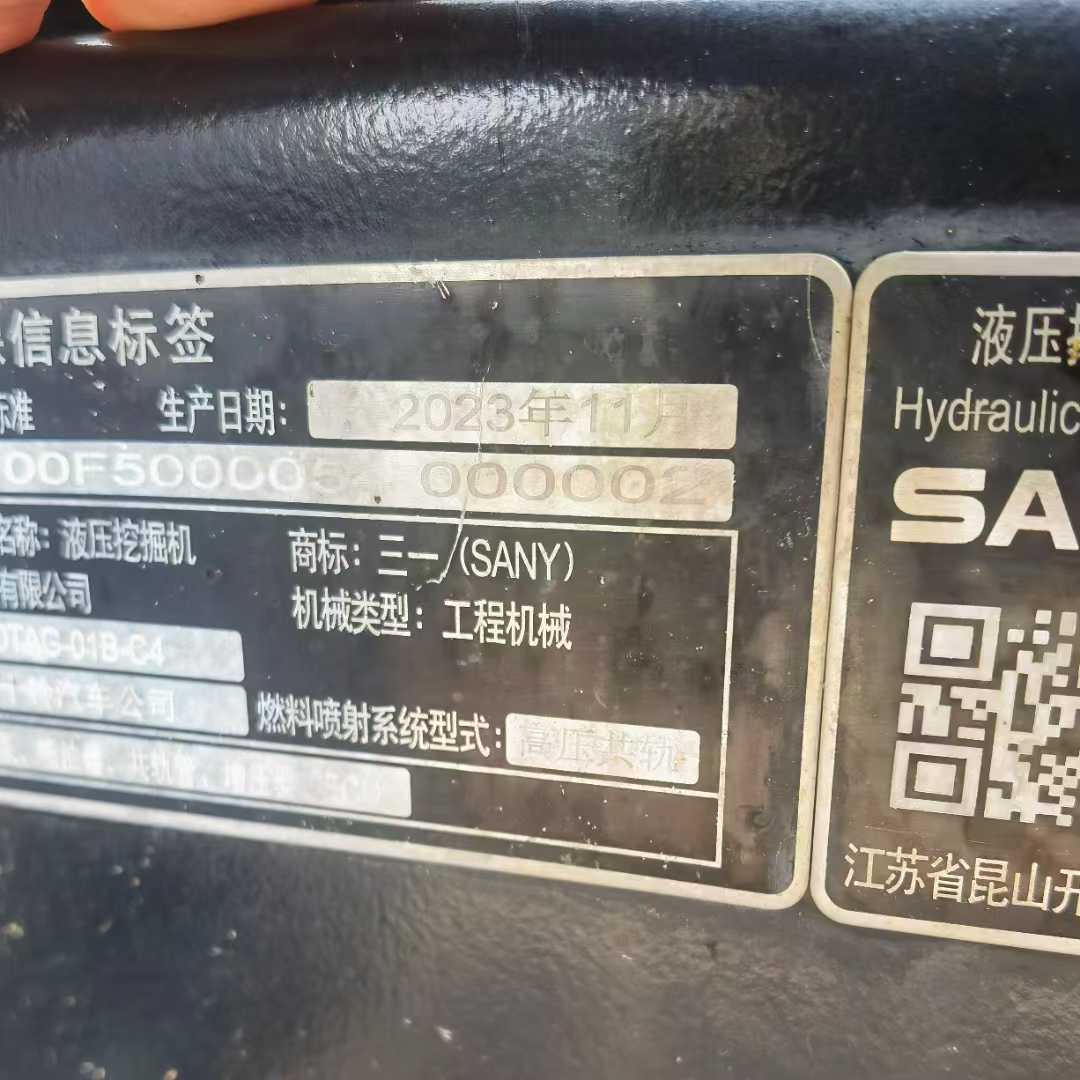 信息标签
标准 生产日期: 2023年11月
00F500005 000002
名称: 液压挖掘机 商标: 三一 (SANY)
有限公司 机械类型: 工程机械
TAG-01B-C4
汽车公司 燃料喷射系统型式: 高压共轨
液压挖
Hydraulic
SA
江苏省昆山开